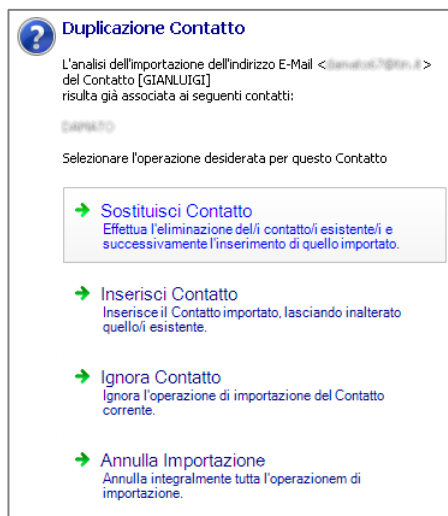 Duplicazione Contatto
L'analisi dell'importazione dell'indirizzo E-Mail < >
del Contatto [GIANLUIGI]
risulta già associata ai seguenti contatti:
DAMATO
Selezionare l'operazione desiderata per questo Contatto
Sostituisci Contatto
Effettua l'eliminazione del/i contatto/i esistente/i e
successivamente l'inserimento di quello importato.
Inserisci Contatto
Inserisce il Contatto importato, lasciando inalterato
quello/i esistente.
Ignora Contatto
Ignora l'operazione di importazione del Contatto
corrente.
Annulla Importazione
Annulla integralmente tutta l'operazionem di
importazione.